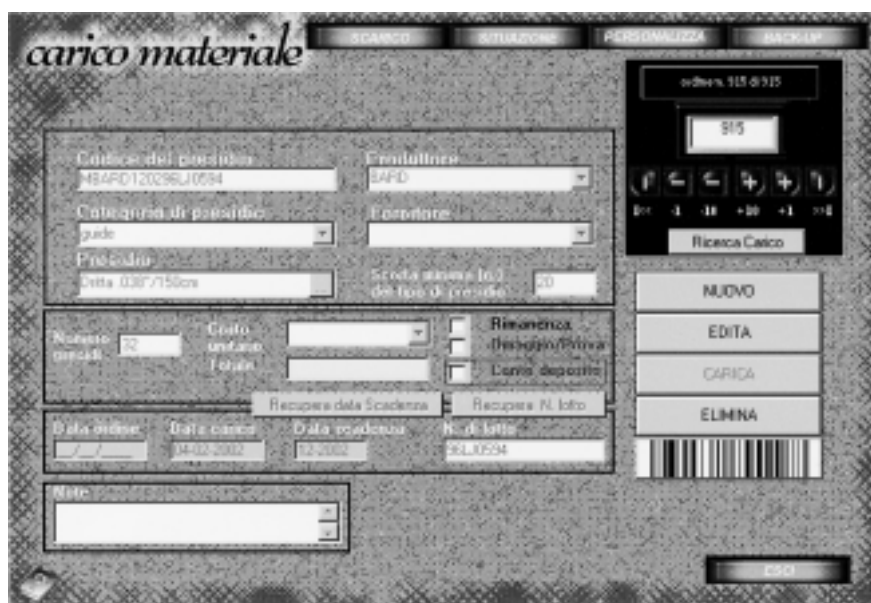 carico materiale
SCARICO SITUAZIONE PERSONALIZZA BACK-UP
ordine n. 915 di 915
915
|<< -1 -10 +10 +1 >>|
Ricerca Carico
Codice del presidio Produttore
MBARD120296LJ0594 BARD
Categoria di presidio Fornitore
guide
Presidio Scorta minima (n.)
del tipo di presidio
Dritta .038"/150cm ... 20
NUOVO
EDITA
CARICA
ELIMINA
Numero
presidi 32
Costo
unitario
Totale
Rimanenza
Omaggio/Prova
Conto deposito
Recupera data Scadenza Recupera N. lotto
Data ordine Data carico Data scadenza N. di lotto
__/__/____ 04-02-2002 12-2002 96LJ0594
Note
ESCI